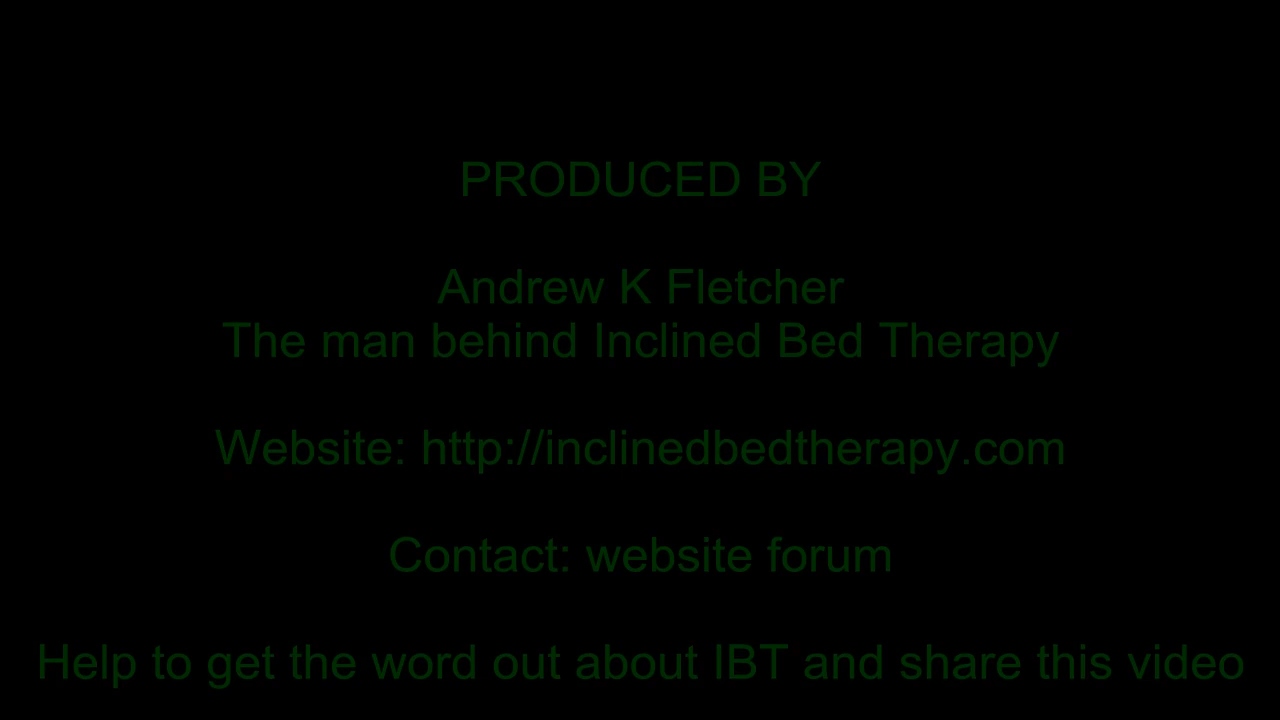 PRODUCED BY
Andrew K Fletcher
The man behind Inclined Bed Therapy
Website: http://inclinedbedtherapy.com
Contact: website forum
Help to get the word out about IBT and share this video